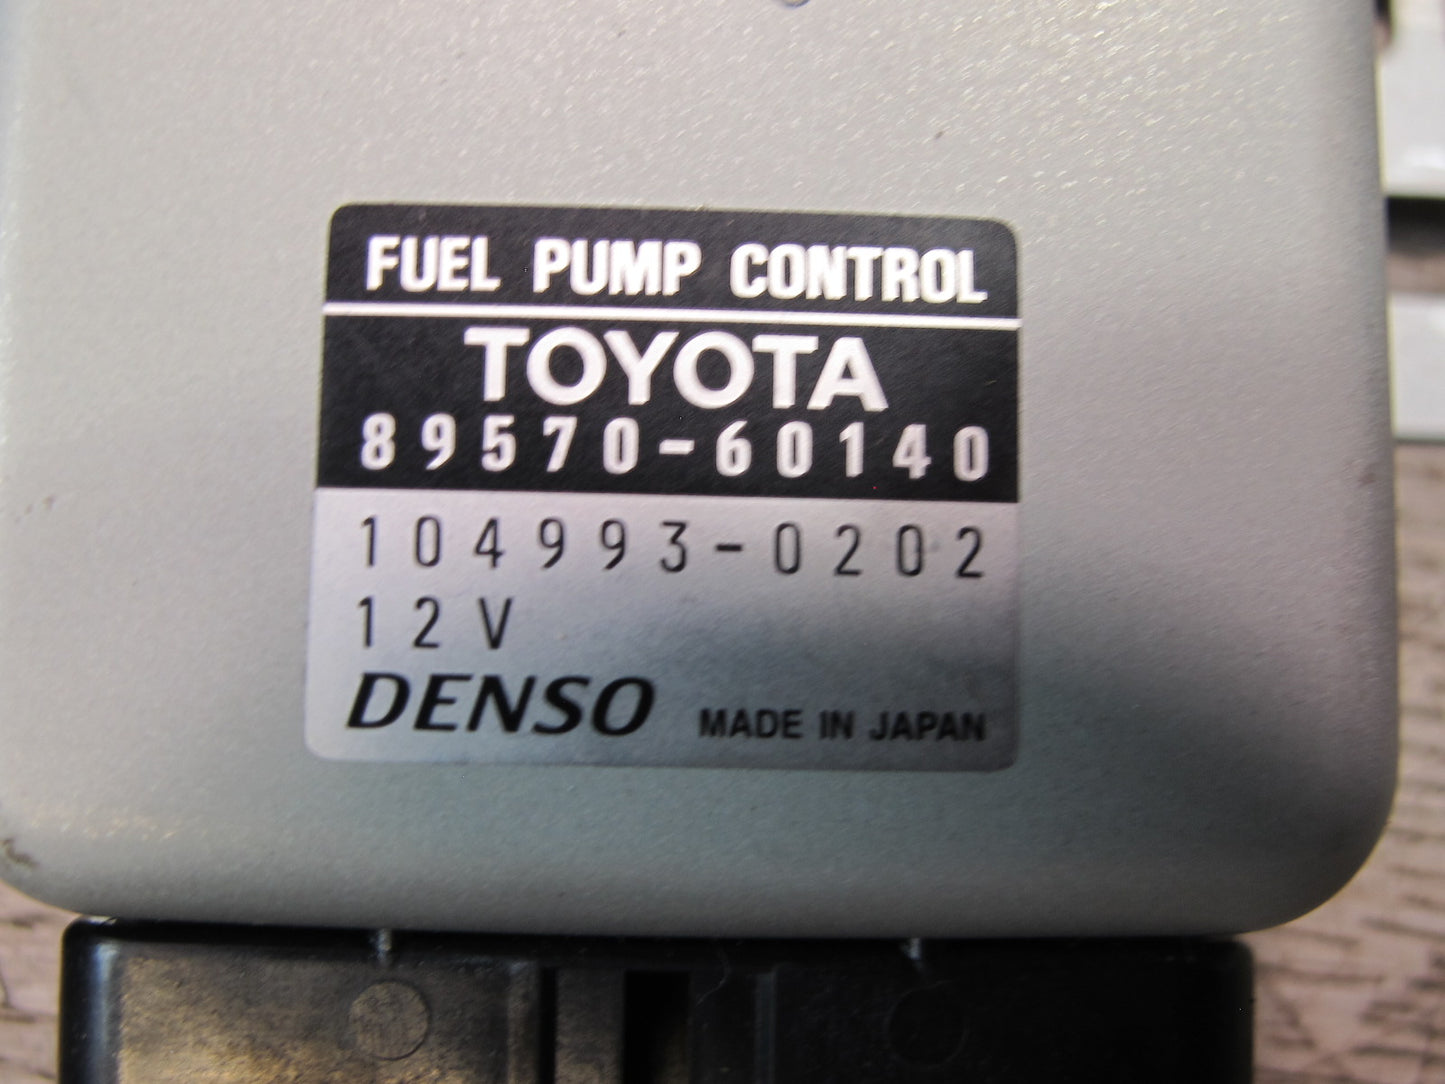 FUEL PUMP CONTROL
TOYOTA
89570-60140
104993-0202
12V
DENSO MADE IN JAPAN